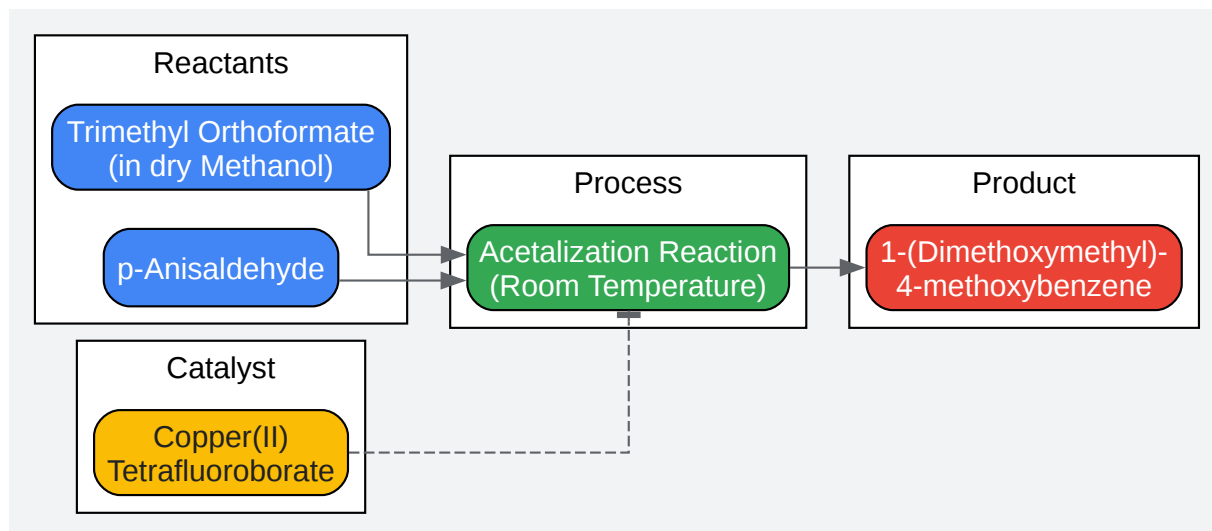 Reactants
Trimethyl Orthoformate
(in dry Methanol)
p-Anisaldehyde
Process
Acetalization Reaction
(Room Temperature)
Product
1-(Dimethoxymethyl)-
4-methoxybenzene
Catalyst
Copper(II)
Tetrafluoroborate